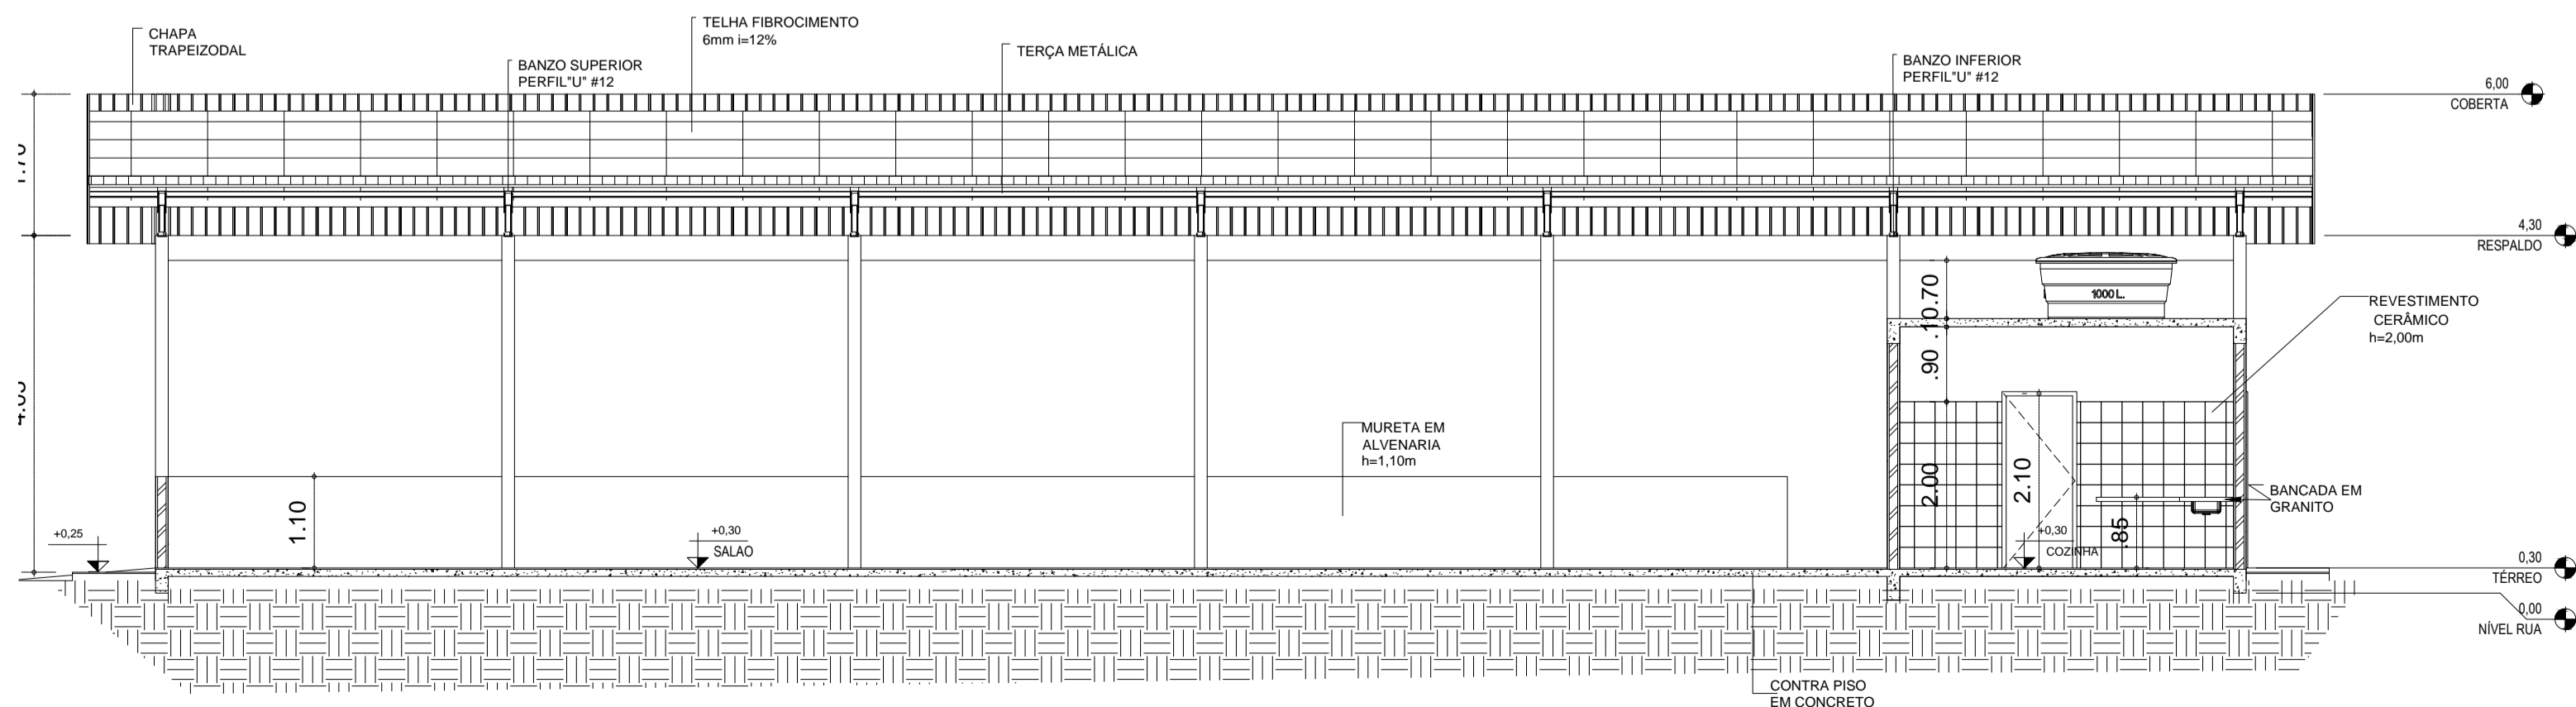 CHAPA
TRAPEIZODAL
TELHA FIBROCIMENTO
6mm i=12%
BANZO SUPERIOR
PERFIL"U" #12
TERÇA METÁLICA
BANZO INFERIOR
PERFIL"U" #12
6,00
COBERTA
4,30
RESPALDO
1000 L.
.70
.10
.90
2.00
2.10
.85
REVESTIMENTO
CERÂMICO
h=2,00m
MURETA EM
ALVENARIA
h=1,10m
1.10
BANCADA EM
GRANITO
+0,25
+0,30
SALAO
+0,30
COZINHA
0,30
TÉRREO
0,00
NÍVEL RUA
CONTRA PISO
EM CONCRETO